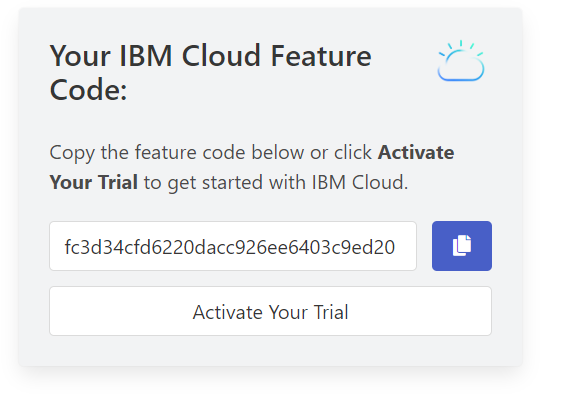 Your IBM Cloud Feature
Code:
Copy the feature code below or click Activate
Your Trial to get started with IBM Cloud.
fc3d34cfd6220dacc926ee6403c9ed20
Activate Your Trial